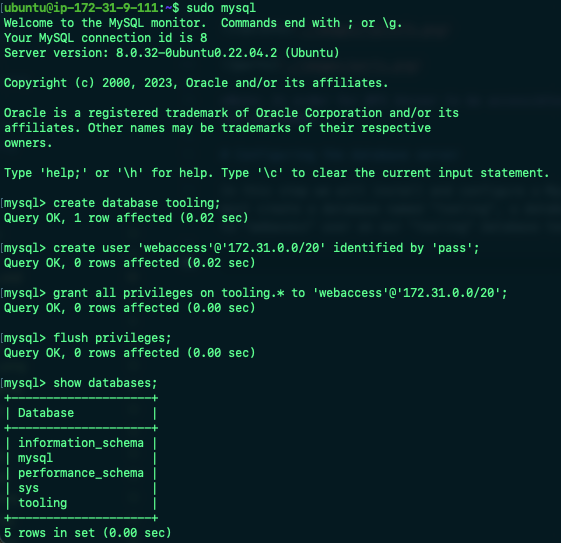 [ubuntu@ip-172-31-9-111:~$ sudo mysql
Welcome to the MySQL monitor.  Commands end with ; or \g.
Your MySQL connection id is 8
Server version: 8.0.32-0ubuntu0.22.04.2 (Ubuntu)
Copyright (c) 2000, 2023, Oracle and/or its affiliates.
Oracle is a registered trademark of Oracle Corporation and/or its
affiliates. Other names may be trademarks of their respective
owners.
Type 'help;' or '\h' for help. Type '\c' to clear the current input statement.
[mysql> create database tooling;
Query OK, 1 row affected (0.02 sec)
[mysql> create user 'webaccess'@'172.31.0.0/20' identified by 'pass';
Query OK, 0 rows affected (0.02 sec)
[mysql> grant all privileges on tooling.* to 'webaccess'@'172.31.0.0/20';
Query OK, 0 rows affected (0.00 sec)
[mysql> flush privileges;
Query OK, 0 rows affected (0.00 sec)
[mysql> show databases;
+--------------------+
| Database           |
+--------------------+
| information_schema |
| mysql              |
| performance_schema |
| sys                |
| tooling            |
+--------------------+
5 rows in set (0.00 sec)